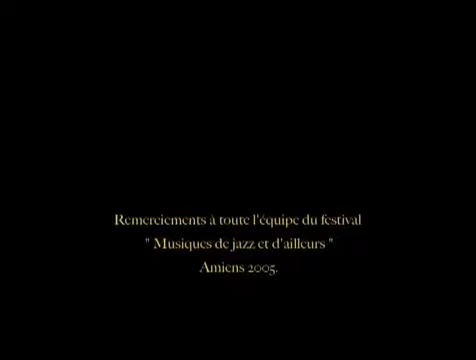 Remerciements à toute l'équipe du festival
" Musiques de jazz et d'ailleurs "
Amiens 2005.